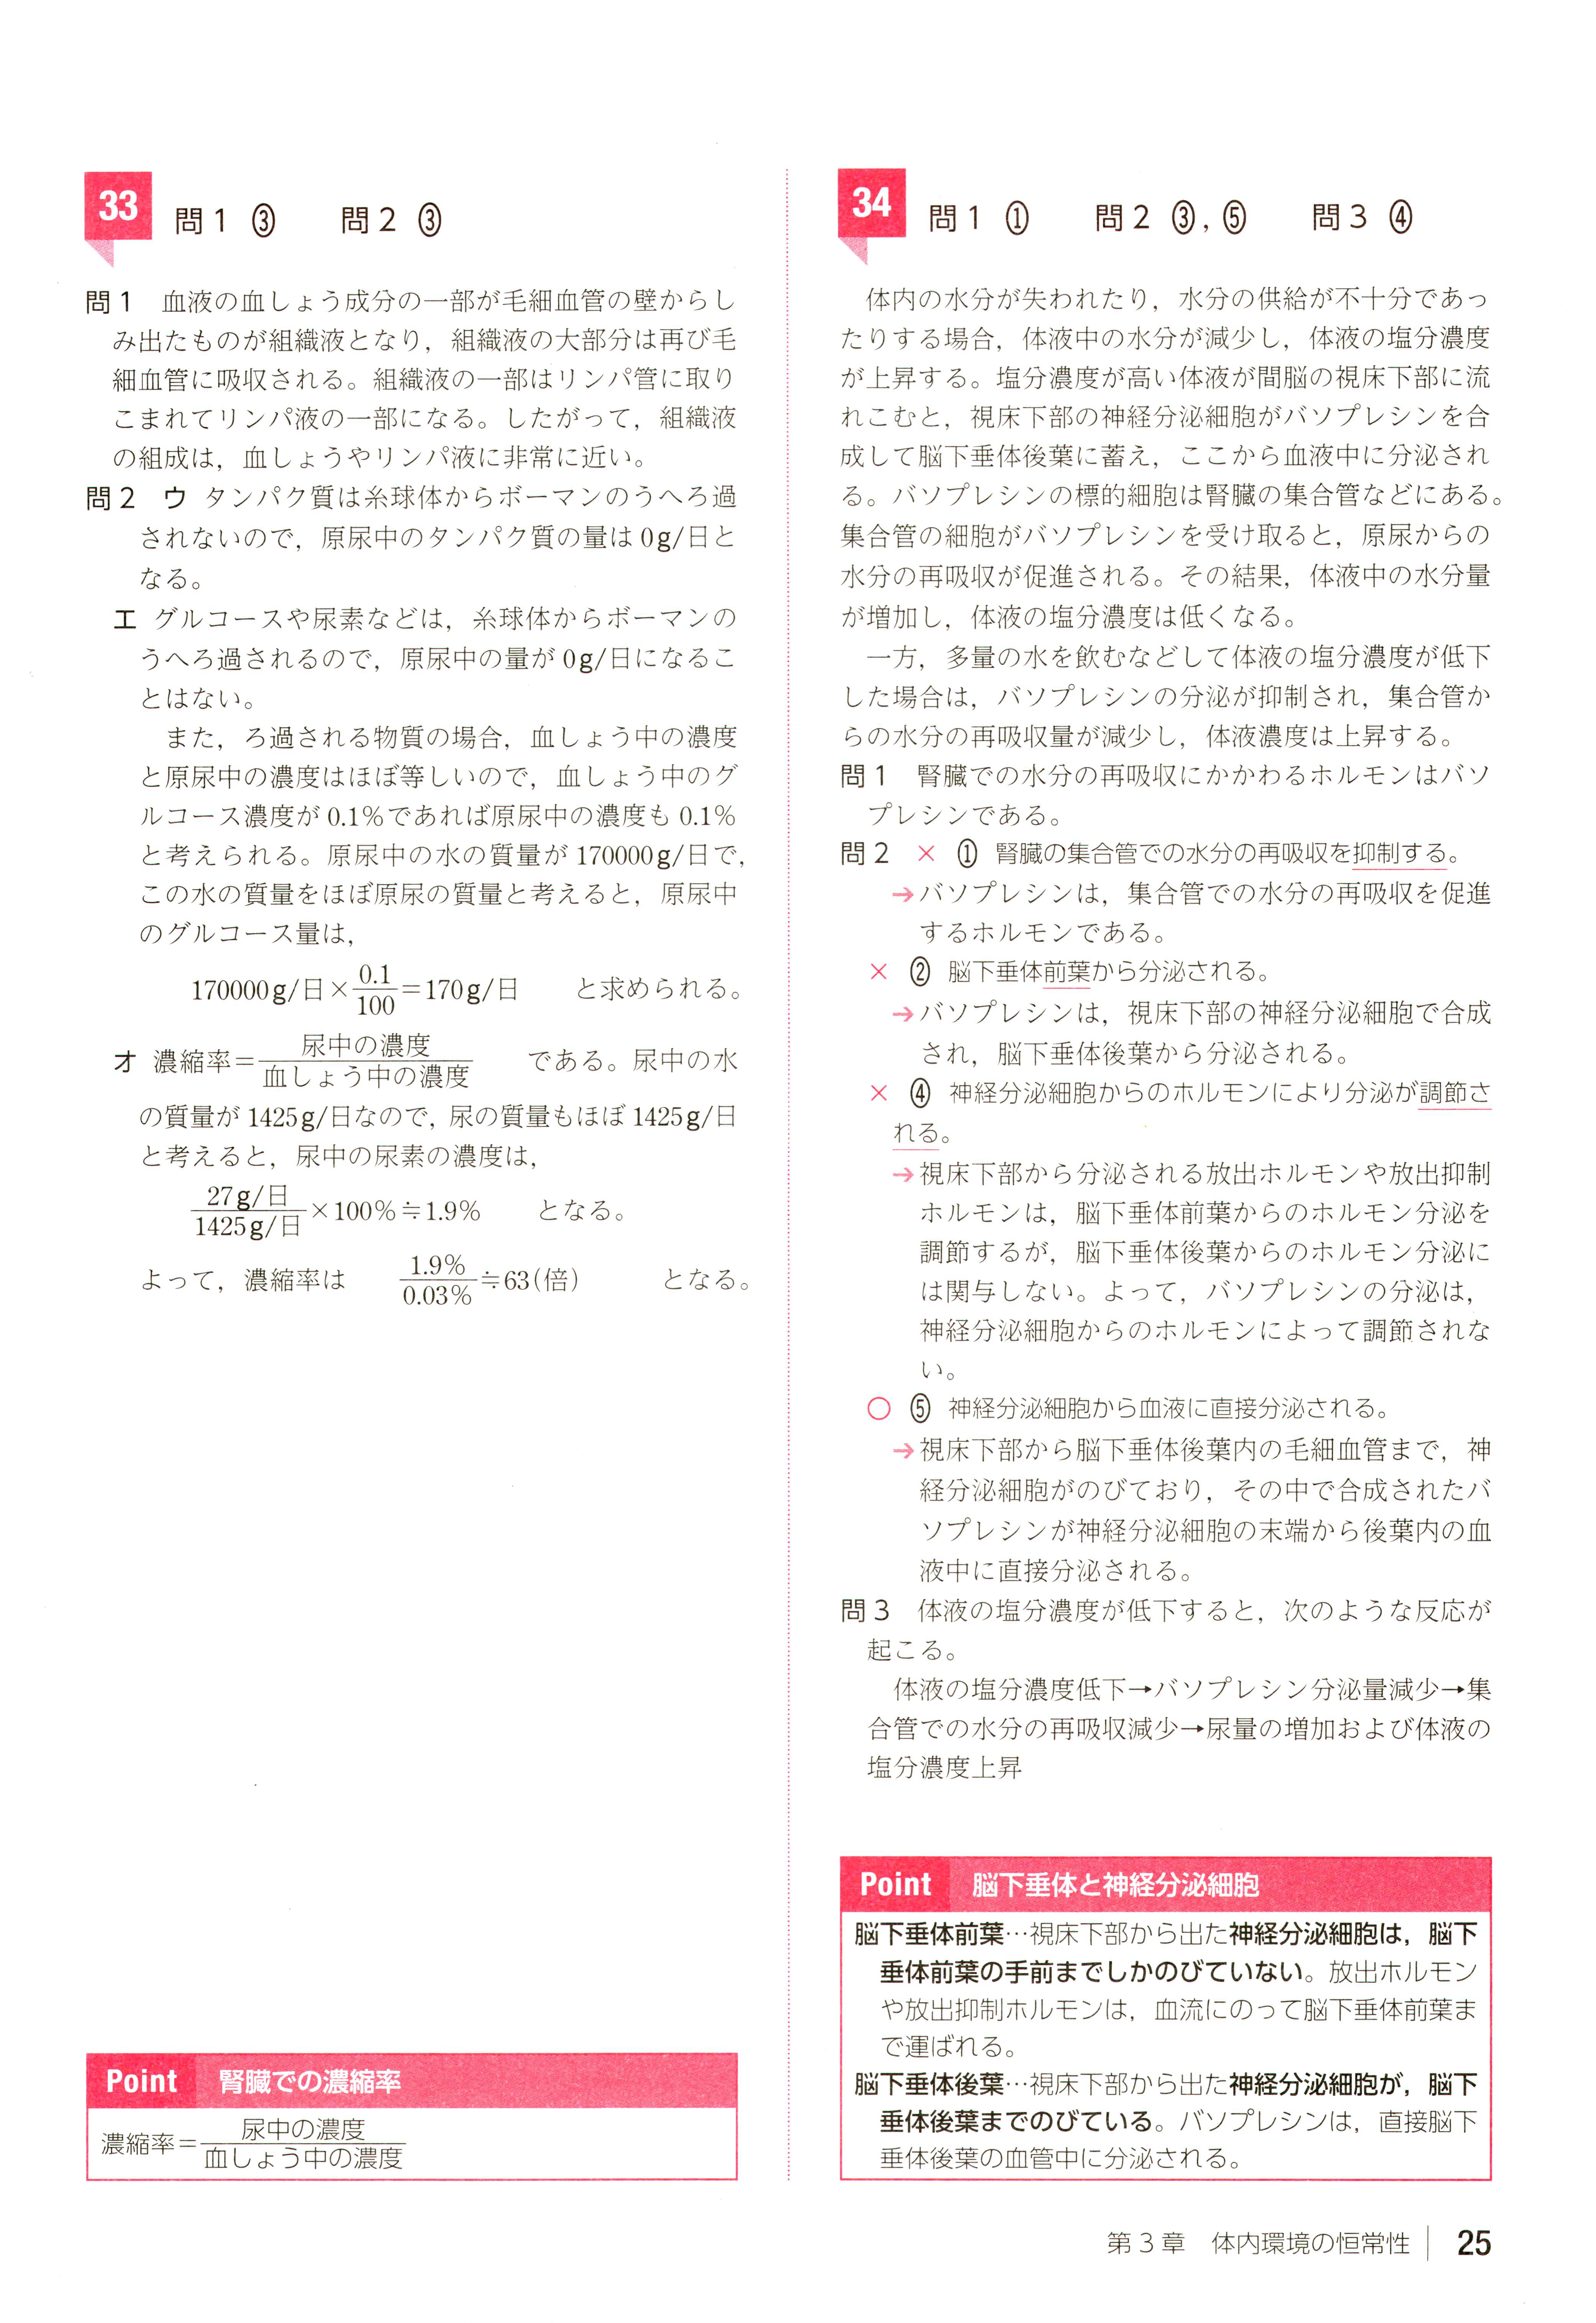 33 問1 ③ 問2 ③
問1 血液の血しょう成分の一部が毛細血管の壁からし
み出たものが組織液となり，組織液の大部分は再び毛
細血管に吸収される。組織液の一部はリンパ管に取り
こまれてリンパ液の一部になる。したがって，組織液
の組成は，血しょうやリンパ液に非常に近い。
問2 ウ タンパク質は糸球体からボーマンのうへろ過
されないので，原尿中のタンパク質の量は0g/日と
なる。
エ グルコースや尿素などは，糸球体からボーマンの
うへろ過されるので，原尿中の量が0g/日になるこ
とはない。
また，ろ過される物質の場合，血しょう中の濃度
と原尿中の濃度はほぼ等しいので，血しょう中のグ
ルコース濃度が0.1%であれば原尿中の濃度も0.1%
と考えられる。原尿中の水の質量が170000g/日で，
この水の質量をほぼ原尿の質量と考えると，原尿中
のグルコース量は，
170000g/日×0.1/100＝170g/日 と求められる。
オ 濃縮率＝尿中の濃度/血しょう中の濃度 である。尿中の水
の質量が1425g/日なので，尿の質量もほぼ1425g/日
と考えると，尿中の尿素の濃度は，
27g/日/1425g/日×100%≒1.9% となる。
よって，濃縮率は 1.9%/0.03%≒63(倍) となる。
Point 腎臓での濃縮率
濃縮率＝尿中の濃度/血しょう中の濃度
34 問1 ① 問2 ③，⑤ 問3 ④
体内の水分が失われたり，水分の供給が不十分であっ
たりする場合，体液中の水分が減少し，体液の塩分濃度
が上昇する。塩分濃度が高い体液が間脳の視床下部に流
れこむと，視床下部の神経分泌細胞がバソプレシンを合
成して脳下垂体後葉に蓄え，ここから血液中に分泌され
る。バソプレシンの標的細胞は腎臓の集合管などにある。
集合管の細胞がバソプレシンを受け取ると，原尿からの
水分の再吸収が促進される。その結果，体液中の水分量
が増加し，体液の塩分濃度は低くなる。
一方，多量の水を飲むなどして体液の塩分濃度が低下
した場合は，バソプレシンの分泌が抑制され，集合管か
らの水分の再吸収量が減少し，体液濃度は上昇する。
問1 腎臓での水分の再吸収にかかわるホルモンはバソ
プレシンである。
問2 × ① 腎臓の集合管での水分の再吸収を抑制する。
→バソプレシンは，集合管での水分の再吸収を促進
するホルモンである。
× ② 脳下垂体前葉から分泌される。
→バソプレシンは，視床下部の神経分泌細胞で合成
され，脳下垂体後葉から分泌される。
× ④ 神経分泌細胞からのホルモンにより分泌が調節さ
れる。
→視床下部から分泌される放出ホルモンや放出抑制
ホルモンは，脳下垂体前葉からのホルモン分泌を
調節するが，脳下垂体後葉からのホルモン分泌に
は関与しない。よって，バソプレシンの分泌は，
神経分泌細胞からのホルモンによって調節されな
い。
○ ⑤ 神経分泌細胞から血液に直接分泌される。
→視床下部から脳下垂体後葉内の毛細血管まで，神
経分泌細胞がのびており，その中で合成されたバ
ソプレシンが神経分泌細胞の末端から後葉内の血
液中に直接分泌される。
問3 体液の塩分濃度が低下すると，次のような反応が
起こる。
体液の塩分濃度低下→バソプレシン分泌量減少→集
合管での水分の再吸収減少→尿量の増加および体液の
塩分濃度上昇
Point 脳下垂体と神経分泌細胞
脳下垂体前葉…視床下部から出た神経分泌細胞は，脳下
垂体前葉の手前までしかのびていない。放出ホルモン
や放出抑制ホルモンは，血流にのって脳下垂体前葉ま
で運ばれる。
脳下垂体後葉…視床下部から出た神経分泌細胞が，脳下
垂体後葉までのびている。バソプレシンは，直接脳下
垂体後葉の血管中に分泌される。
第3章 体内環境の恒常性 25